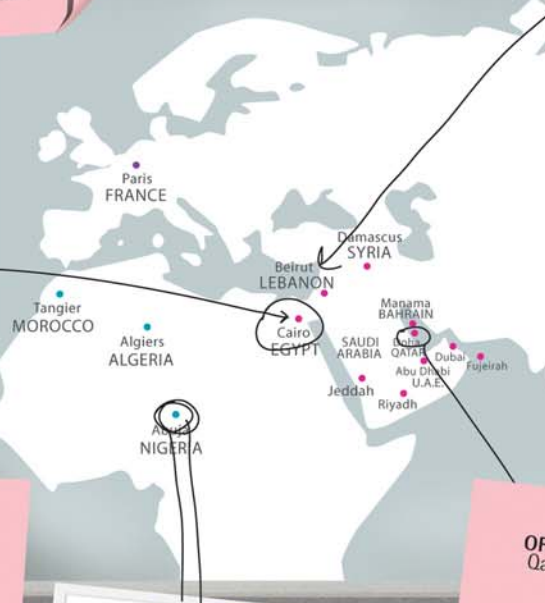 Paris
FRANCE
Damascus
SYRIA
Beirut
LEBANON
Tangier
MOROCCO
Algiers
ALGERIA
Cairo
EGYPT
Manama
BAHRAIN
Doha
QATAR
SAUDI
ARABIA
Dubai
Fujeirah
Abu Dhabi
U.A.E.
Jeddah
Riyadh
Abuja
NIGERIA